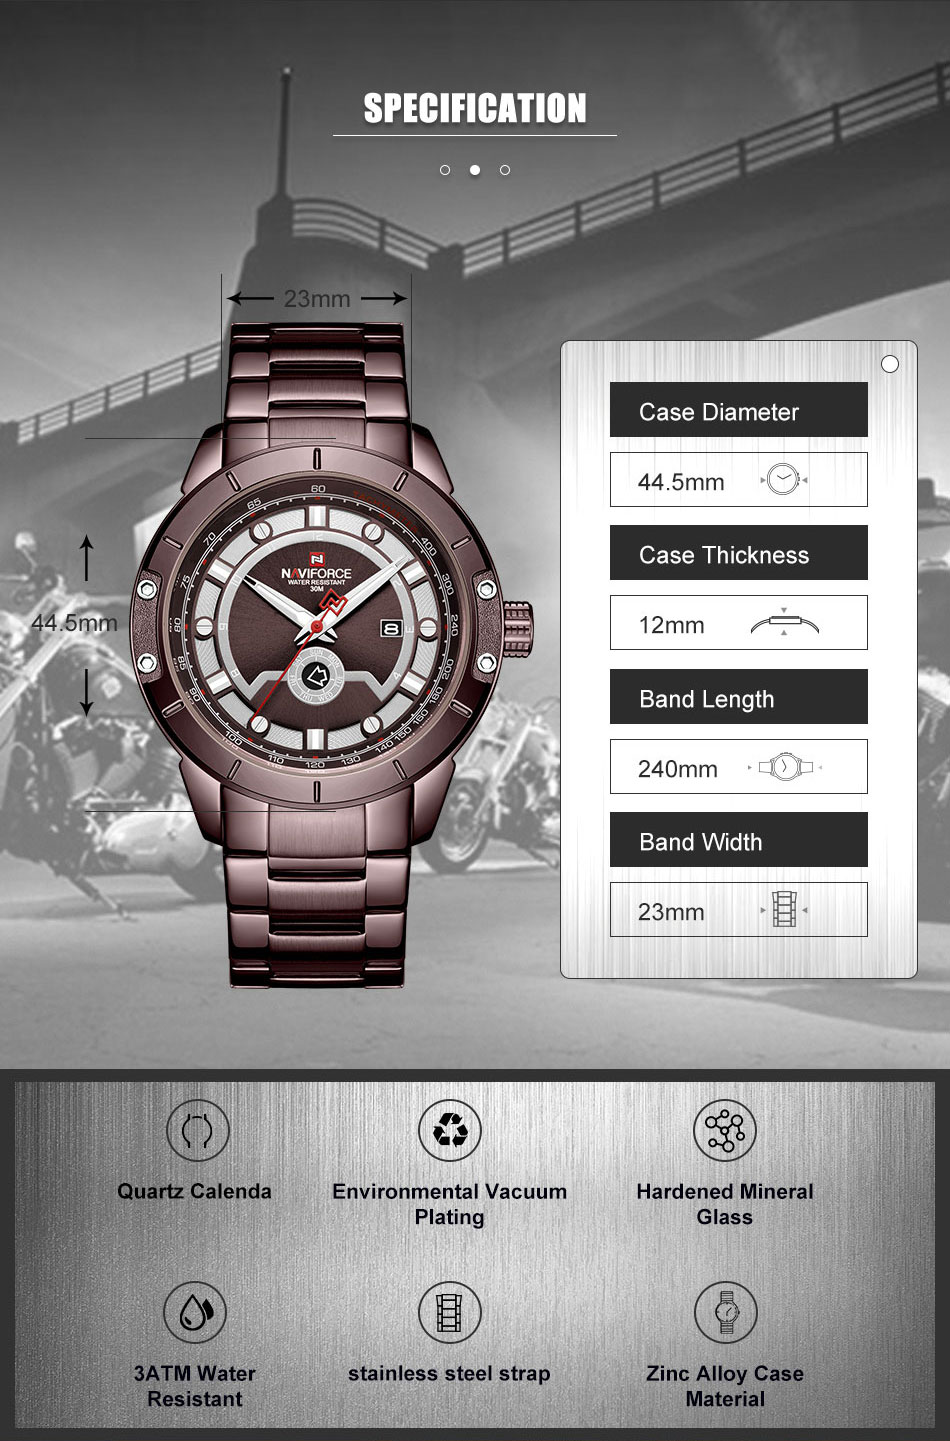 SPECIFICATION
23mm
Case Diameter
44.5mm
Case Thickness
44.5mm
12mm
Band Length
240mm
Band Width
23mm
60
65
70
75
80
85
90
100
110
120
130
140
150
160
180
200
240
300
400
NAVIFORCE
WATER RESISTANT
30M
8
Quartz Calenda
Environmental Vacuum
Plating
Hardened Mineral
Glass
3ATM Water
Resistant
stainless steel strap
Zinc Alloy Case
Material